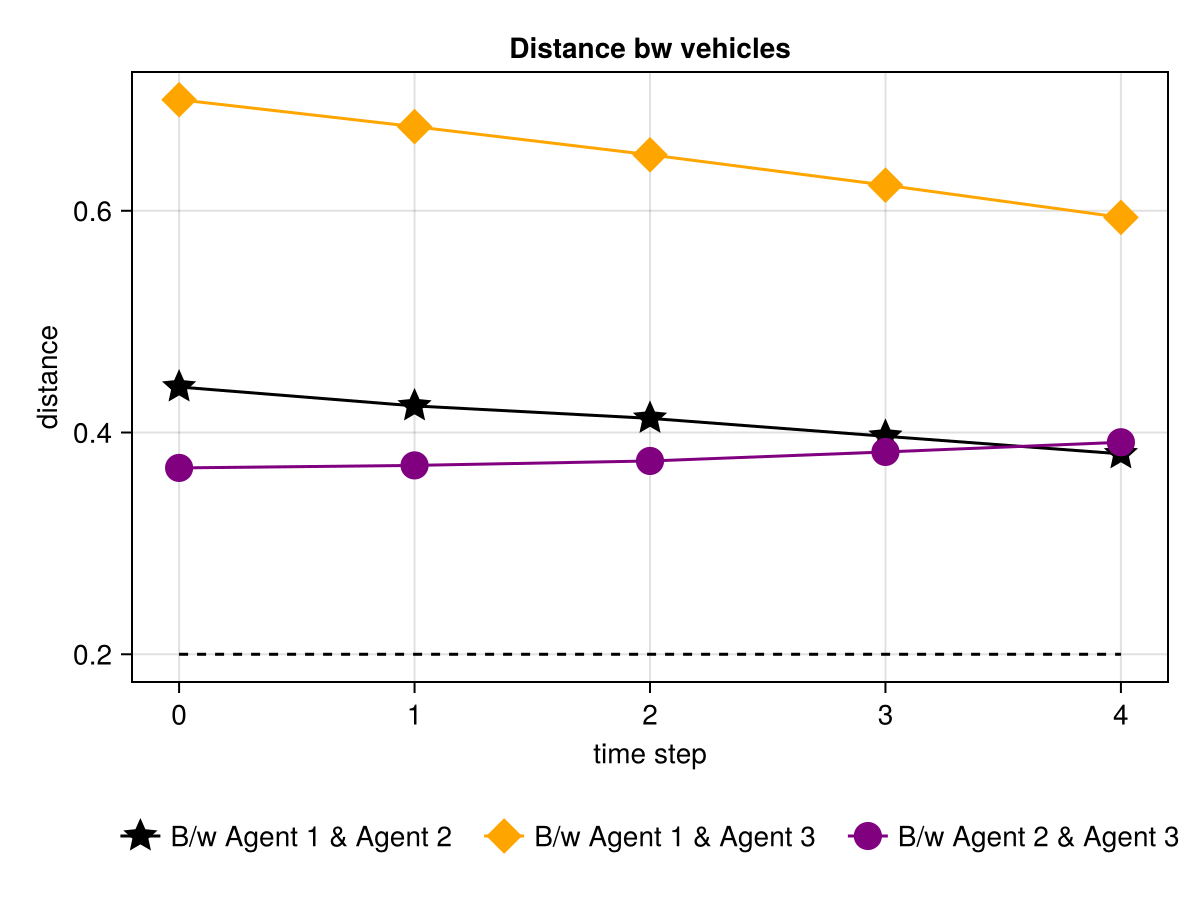 Distance bw vehicles
distance
0.6
0.4
0.2
0 1 2 3 4
time step
B/w Agent 1 & Agent 2 B/w Agent 1 & Agent 3 B/w Agent 2 & Agent 3